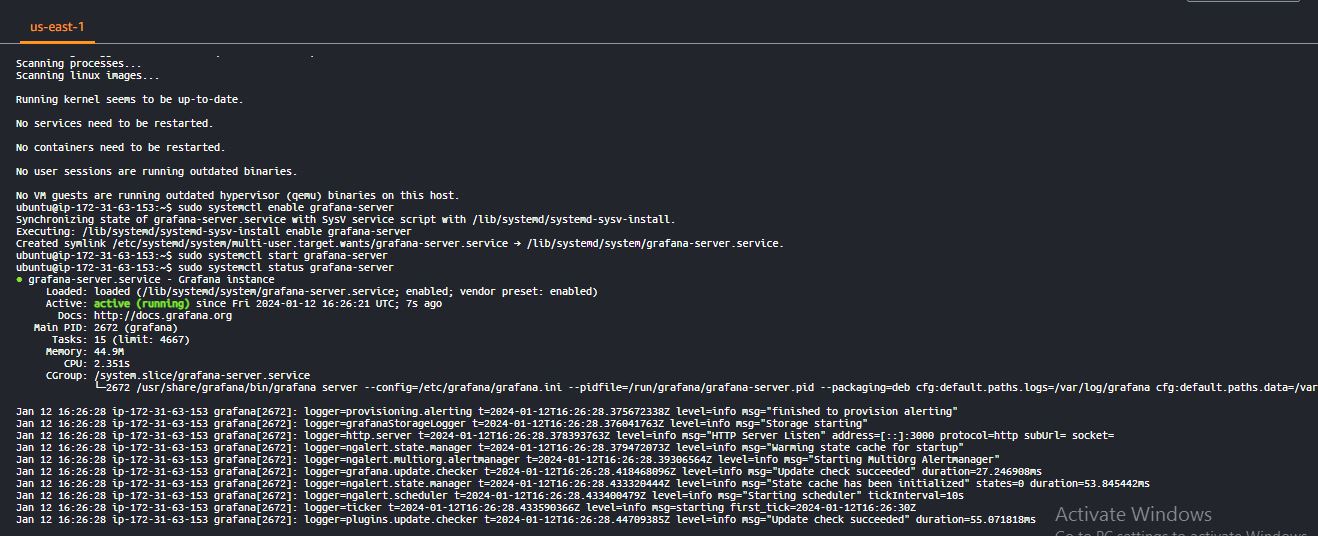 us-east-1
Scanning processes...
Scanning linux images...
Running kernel seems to be up-to-date.
No services need to be restarted.
No containers need to be restarted.
No user sessions are running outdated binaries.
No VM guests are running outdated hypervisor (qemu) binaries on this host.
ubuntu@ip-172-31-63-153:~$ sudo systemctl enable grafana-server
Synchronizing state of grafana-server.service with SysV service script with /lib/systemd/systemd-sysv-install.
Executing: /lib/systemd/systemd-sysv-install enable grafana-server
Created symlink /etc/systemd/system/multi-user.target.wants/grafana-server.service → /lib/systemd/system/grafana-server.service.
ubuntu@ip-172-31-63-153:~$ sudo systemctl start grafana-server
ubuntu@ip-172-31-63-153:~$ sudo systemctl status grafana-server
● grafana-server.service - Grafana instance
Loaded: loaded (/lib/systemd/system/grafana-server.service; enabled; vendor preset: enabled)
Active: active (running) since Fri 2024-01-12 16:26:21 UTC; 7s ago
Docs: http://docs.grafana.org
Main PID: 2672 (grafana)
Tasks: 15 (limit: 4667)
Memory: 44.9M
CPU: 2.351s
CGroup: /system.slice/grafana-server.service
└─2672 /usr/share/grafana/bin/grafana server --config=/etc/grafana/grafana.ini --pidfile=/run/grafana/grafana-server.pid --packaging=deb cfg:default.paths.logs=/var/log/grafana cfg:default.paths.data=/var
Jan 12 16:26:28 ip-172-31-63-153 grafana[2672]: logger=provisioning.alerting t=2024-01-12T16:26:28.375672338Z level=info msg="finished to provision alerting"
Jan 12 16:26:28 ip-172-31-63-153 grafana[2672]: logger=grafanaStorageLogger t=2024-01-12T16:26:28.376041763Z level=info msg="Storage starting"
Jan 12 16:26:28 ip-172-31-63-153 grafana[2672]: logger=http.server t=2024-01-12T16:26:28.378393763Z level=info msg="HTTP Server Listen" address=[::]:3000 protocol=http subUrl= socket=
Jan 12 16:26:28 ip-172-31-63-153 grafana[2672]: logger=ngalert.state.manager t=2024-01-12T16:26:28.379472073Z level=info msg="Warming state cache for startup"
Jan 12 16:26:28 ip-172-31-63-153 grafana[2672]: logger=ngalert.multiorg.alertmanager t=2024-01-12T16:26:28.39306564Z level=info msg="Starting MultiOrg Alertmanager"
Jan 12 16:26:28 ip-172-31-63-153 grafana[2672]: logger=grafana.update.checker t=2024-01-12T16:26:28.418468096Z level=info msg="Update check succeeded" duration=27.246908ms
Jan 12 16:26:28 ip-172-31-63-153 grafana[2672]: logger=ngalert.state.manager t=2024-01-12T16:26:28.433320444Z level=info msg="State cache has been initialized" states=0 duration=53.845442ms
Jan 12 16:26:28 ip-172-31-63-153 grafana[2672]: logger=ngalert.scheduler t=2024-01-12T16:26:28.433400479Z level=info msg="Starting scheduler" tickInterval=10s
Jan 12 16:26:28 ip-172-31-63-153 grafana[2672]: logger=ticker t=2024-01-12T16:26:28.433590366Z level=info msg=starting first_tick=2024-01-12T16:26:30Z
Jan 12 16:26:28 ip-172-31-63-153 grafana[2672]: logger=plugins.update.checker t=2024-01-12T16:26:28.44709385Z level=info msg="Update check succeeded" duration=55.071818ms
Activate Windows
Go to PC settings to activate Windows